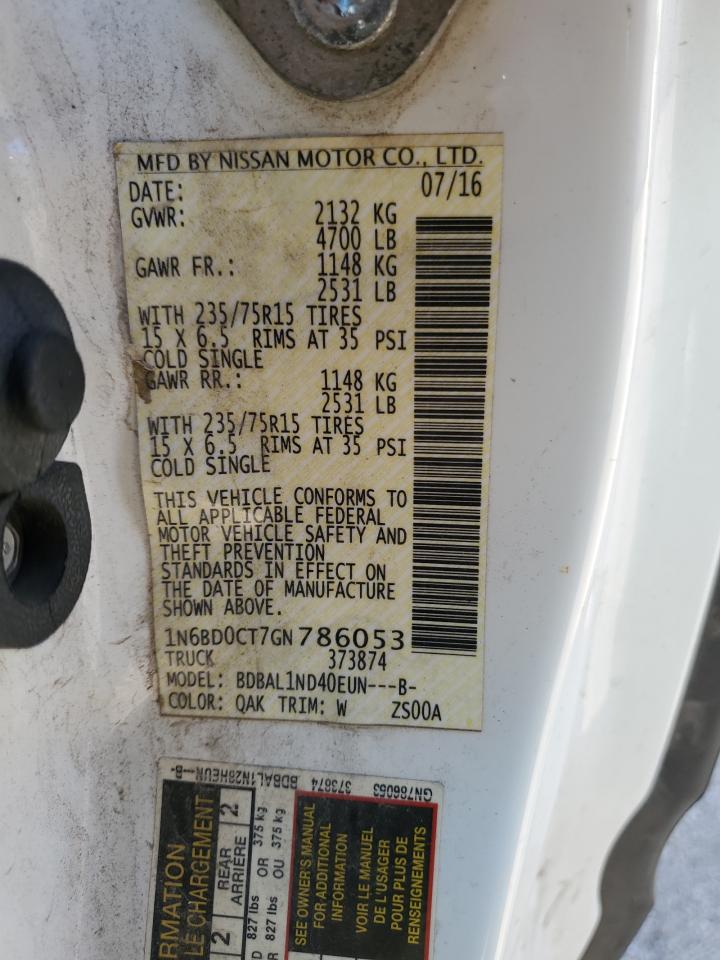 MFD BY NISSAN MOTOR CO., LTD.
DATE: 07/16
GVWR: 2132 KG
4700 LB
GAWR FR.: 1148 KG
2531 LB
WITH 235/75R15 TIRES
15 X 6.5 RIMS AT 35 PSI
COLD SINGLE
GAWR RR.: 1148 KG
2531 LB
WITH 235/75R15 TIRES
15 X 6.5 RIMS AT 35 PSI
COLD SINGLE
THIS VEHICLE CONFORMS TO
ALL APPLICABLE FEDERAL
MOTOR VEHICLE SAFETY AND
THEFT PREVENTION
STANDARDS IN EFFECT ON
THE DATE OF MANUFACTURE
SHOWN ABOVE.
1N6BD0CT7GN786053
TRUCK 373874
MODEL: BDBAL1ND40EUN---B-
COLOR: QAK TRIM: W ZS00A
GN786053 373874 BDBAL1N28HEUN--B-
RMATION
LE CHARGEMENT
2 REAR 2
ARRIÈRE
827 lbs OR 375 kg
827 lbs OU 375 kg
SEE OWNER'S MANUAL
FOR ADDITIONAL
INFORMATION
VOIR LE MANUEL
DE L'USAGER
POUR PLUS DE
RENSEIGNEMENTS